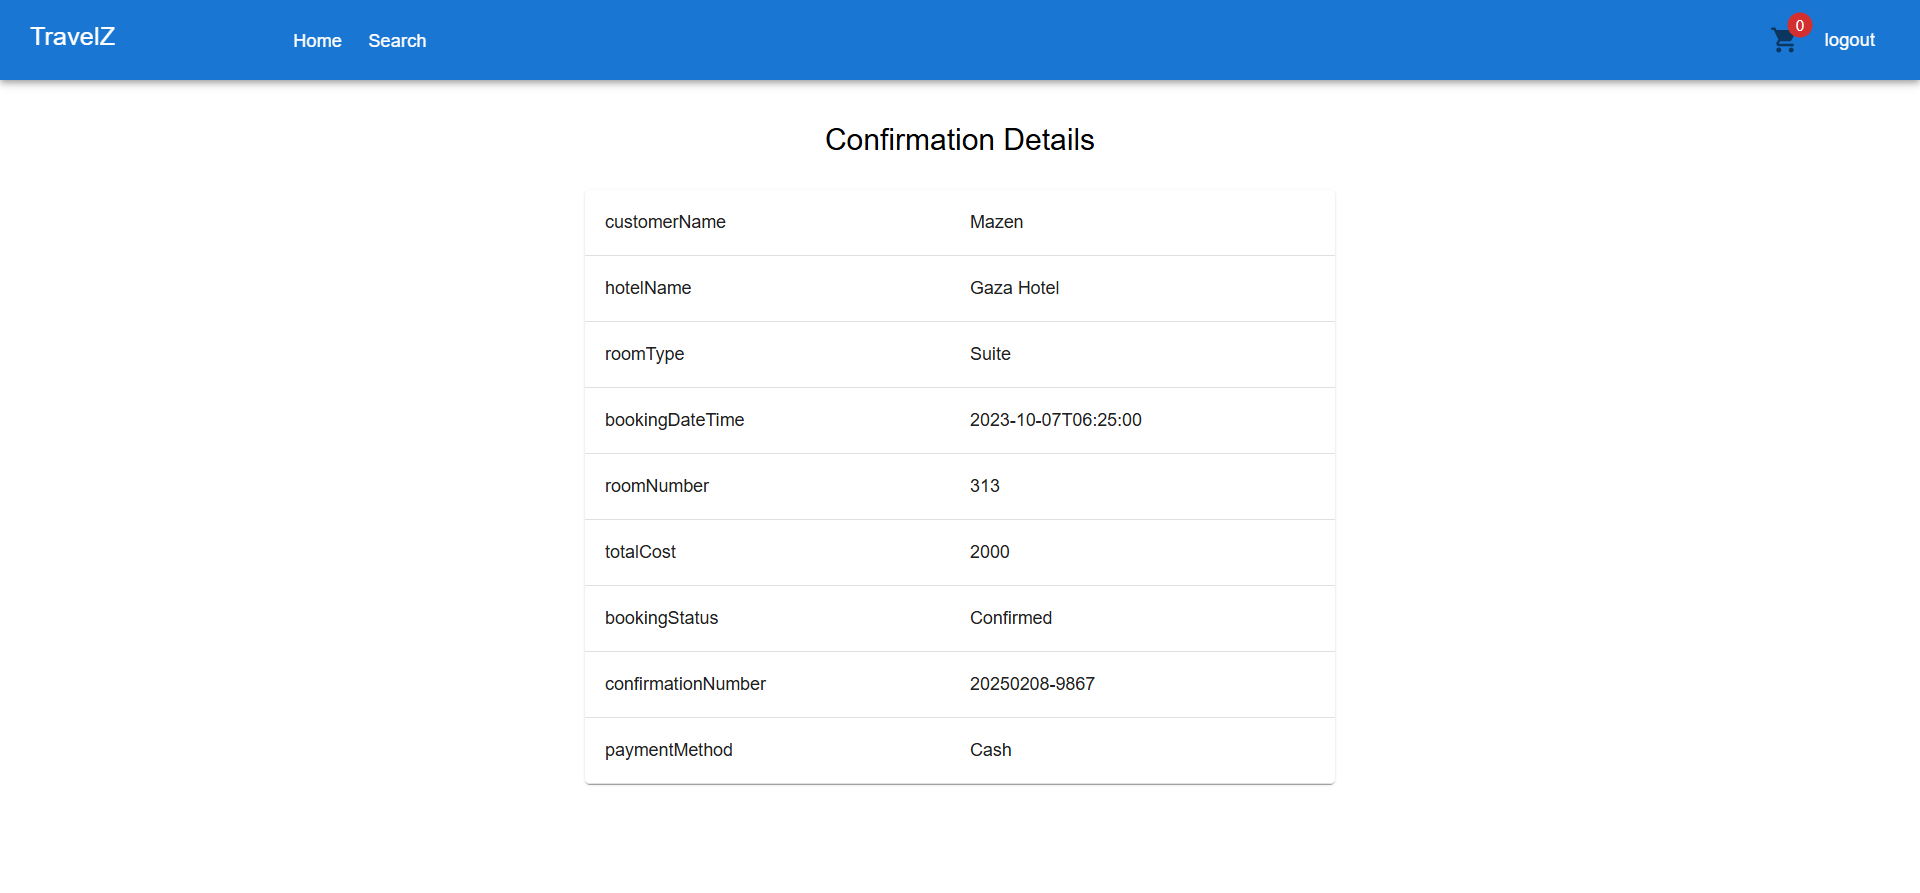 TravelZ
Home Search
0
logout
Confirmation Details
customerName Mazen
hotelName Gaza Hotel
roomType Suite
bookingDateTime 2023-10-07T06:25:00
roomNumber 313
totalCost 2000
bookingStatus Confirmed
confirmationNumber 20250208-9867
paymentMethod Cash